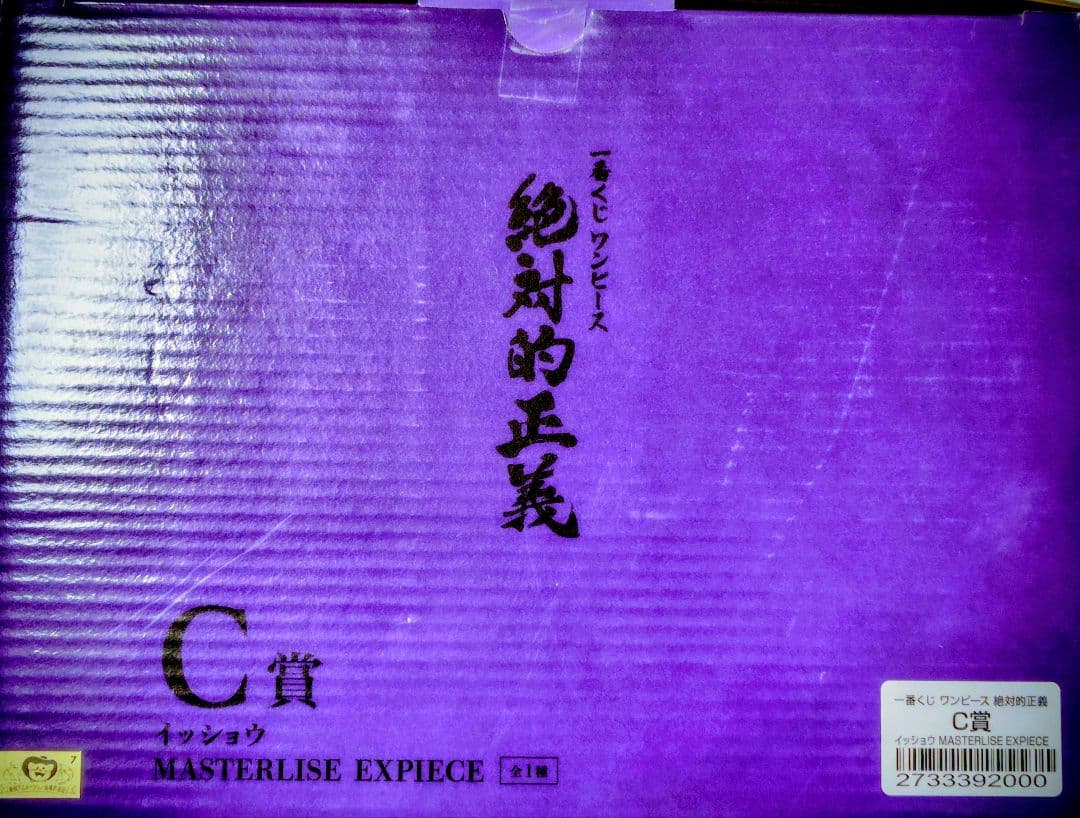 一番くじ ワンピース
絶対的正義
C賞
イッショウ
MASTERLISE EXPIECE 全1種
一番くじ ワンピース 絶対的正義
C賞
イッショウ MASTERLISE EXPIECE
2733392000
7